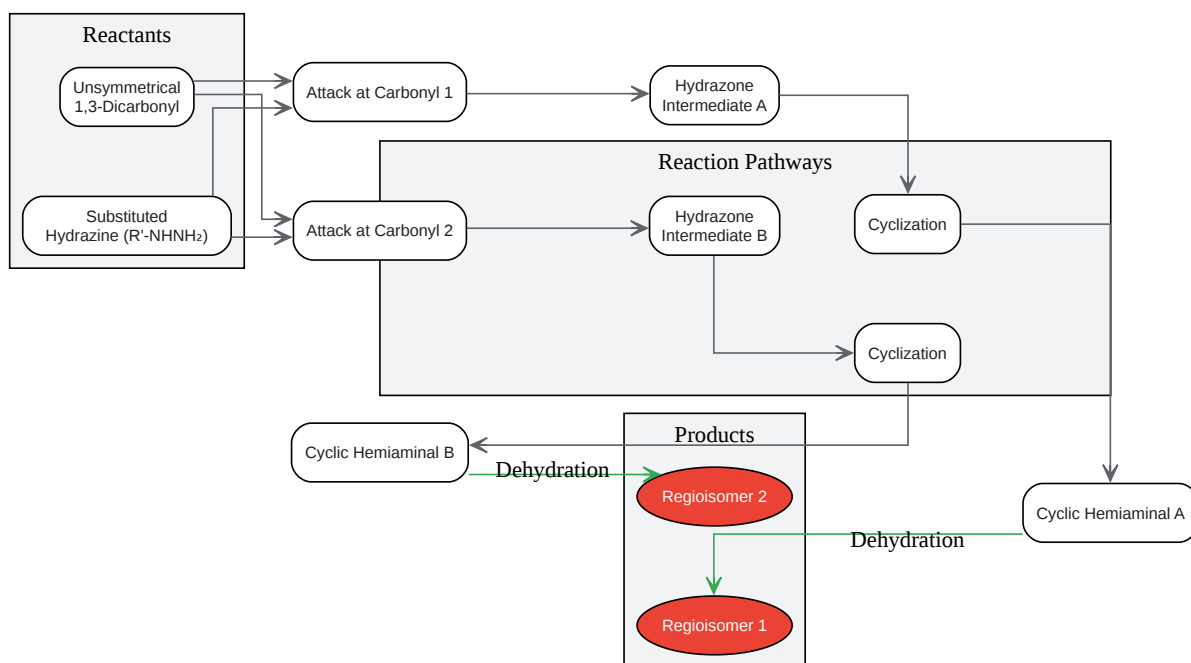 Reactants
Unsymmetrical
1,3-Dicarbonyl
Substituted
Hydrazine (R'-NHNH₂)
Attack at Carbonyl 1
Hydrazone
Intermediate A
Reaction Pathways
Attack at Carbonyl 2
Hydrazone
Intermediate B
Cyclization
Cyclization
Products
Cyclic Hemiaminal B
Dehydration
Regioisomer 2
Cyclic Hemiaminal A
Dehydration
Regioisomer 1